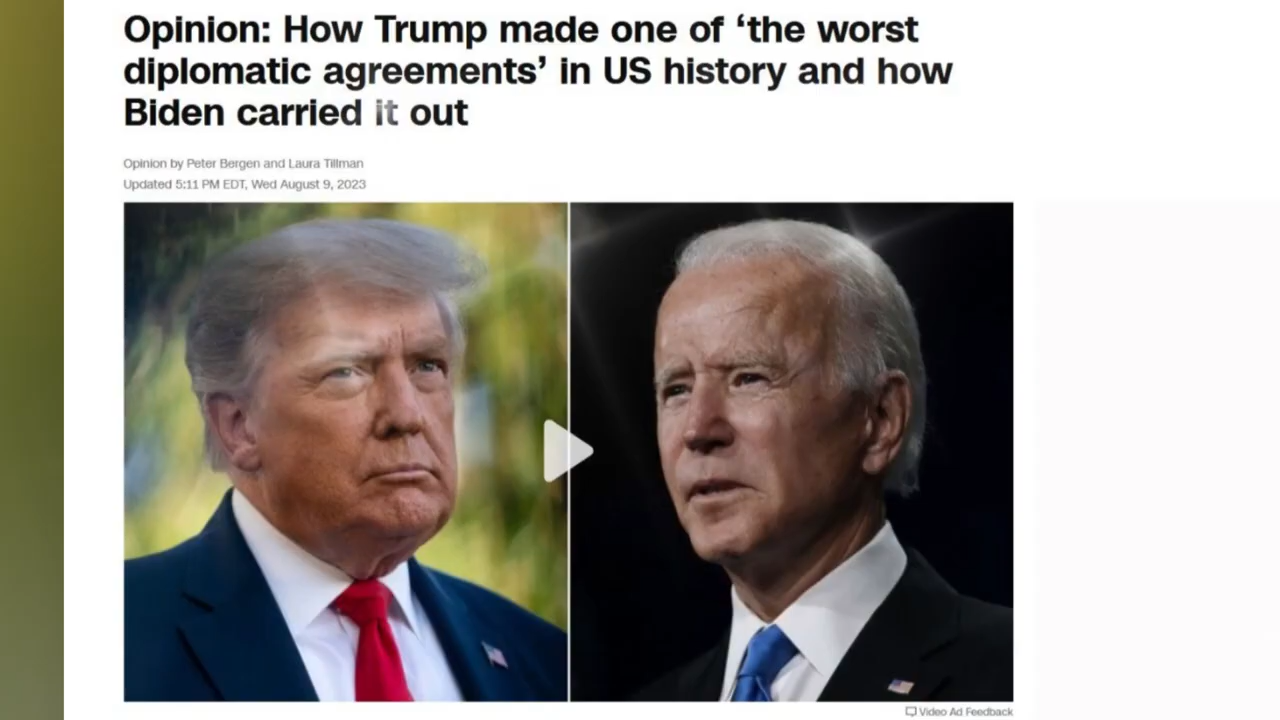 Opinion: How Trump made one of ‘the worst
diplomatic agreements’ in US history and how
Biden carried it out
Opinion by Peter Bergen and Laura Tillman
Updated 5:11 PM EDT, Wed August 9, 2023
Video Ad Feedback